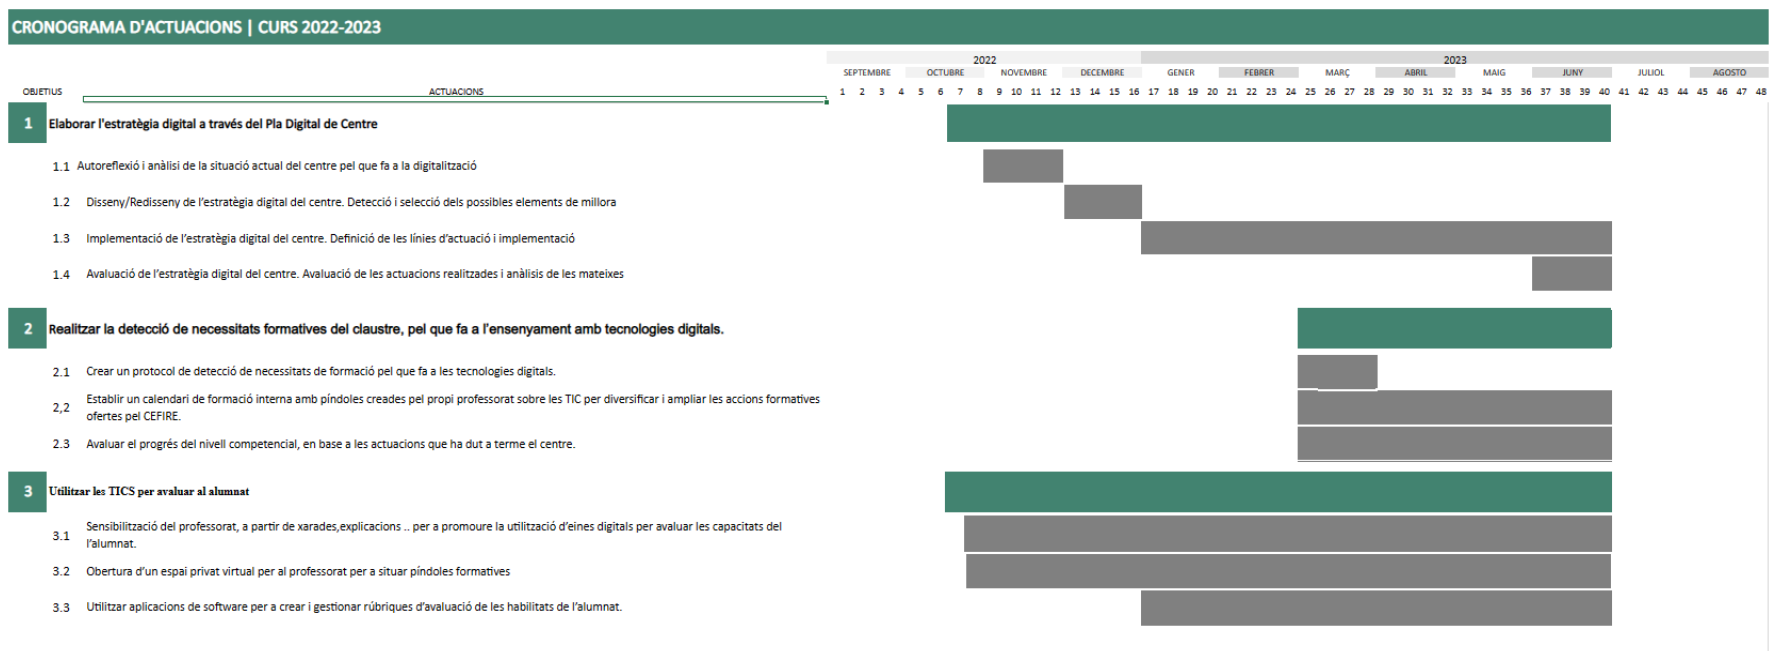 CRONOGRAMA D'ACTUACIONS | CURS 2022-2023
2022 2023
SEPTEMBRE OCTUBRE NOVEMBRE DECEMBRE GENER FEBRER MARÇ ABRIL MAIG JUNY JULIOL AGOSTO
OBJETIUS ACTUACIONS 1 2 3 4 5 6 7 8 9 10 11 12 13 14 15 16 17 18 19 20 21 22 23 24 25 26 27 28 29 30 31 32 33 34 35 36 37 38 39 40 41 42 43 44 45 46 47 48
1 Elaborar l'estratègia digital a través del Pla Digital de Centre
1.1 Autoreflexió i anàlisi de la situació actual del centre pel que fa a la digitalització
1.2 Disseny/Redisseny de l'estratègia digital del centre. Detecció i selecció dels possibles elements de millora
1.3 Implementació de l'estratègia digital del centre. Definició de les línies d'actuació i implementació
1.4 Avaluació de l'estratègia digital del centre. Avaluació de les actuacions realitzades i anàlisis de les mateixes
2 Realitzar la detecció de necessitats formatives del claustre, pel que fa a l'ensenyament amb tecnologies digitals.
2.1 Crear un protocol de detecció de necessitats de formació pel que fa a les tecnologies digitals.
2,2 Establir un calendari de formació interna amb píndoles creades pel propi professorat sobre les TIC per diversificar i ampliar les accions formatives
ofertes pel CEFIRE.
2.3 Avaluar el progrés del nivell competencial, en base a les actuacions que ha dut a terme el centre.
3 Utilitzar les TICS per avaluar al alumnat
3.1 Sensibilització del professorat, a partir de xarades,explicacions .. per a promoure la utilització d'eines digitals per avaluar les capacitats del
l'alumnat.
3.2 Obertura d'un espai privat virtual per al professorat per a situar píndoles formatives
3.3 Utilitzar aplicacions de software per a crear i gestionar rúbriques d'avaluació de les habilitats de l'alumnat.